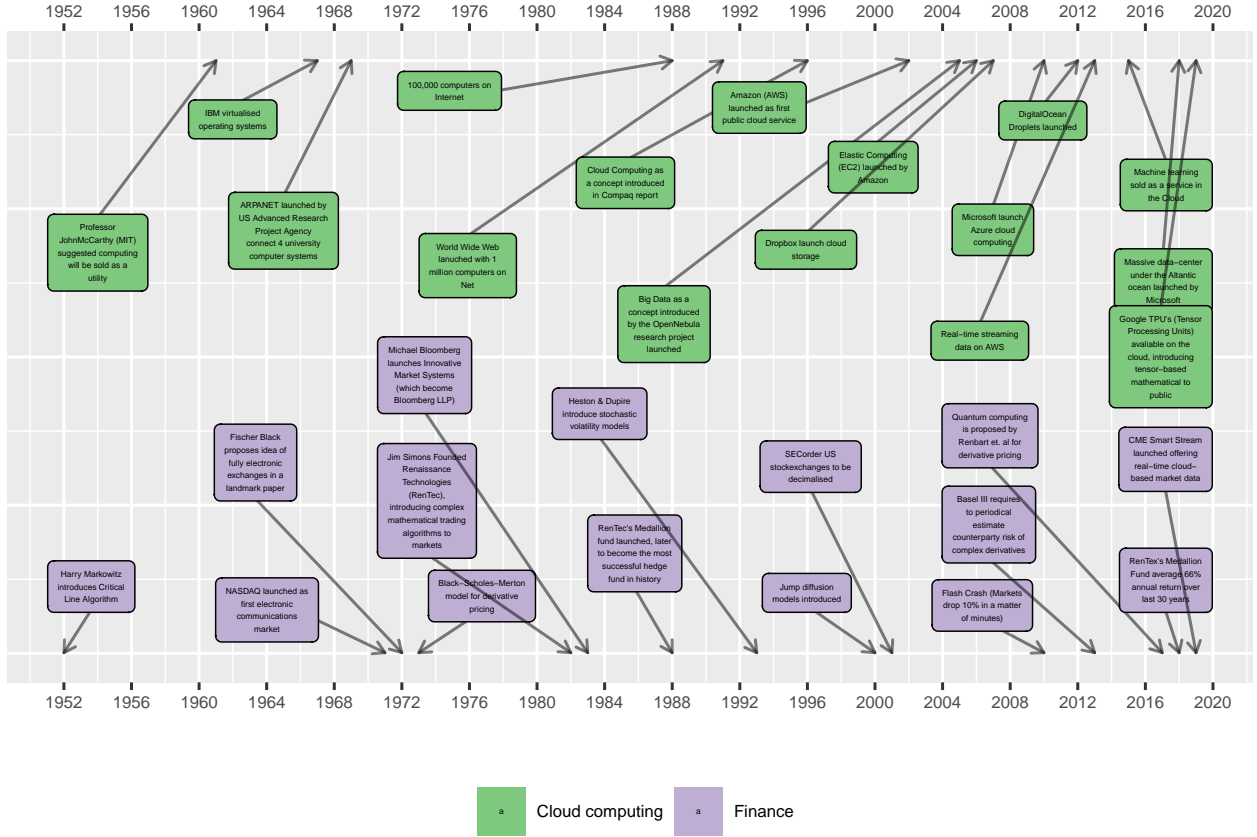 1952 1956 1960 1964 1968 1972 1976 1980 1984 1988 1992 1996 2000 2004 2008 2012 2016 2020
100,000 computers on
Internet
Amazon (AWS)
launched as first
public cloud service
IBM virtualised
operating systems
DigitalOcean
Droplets launched
Elastic Computing
(EC2) launched by
Amazon
Cloud Computing as
a concept introduced
in Compaq report
Machine learning
sold as a service in
the Cloud
ARPANET launched by
US Advanced Research
Project Agency
connect 4 university
computer systems
Professor
JohnMcCarthy (MIT)
suggested computing
will be sold as a
utility
World Wide Web
lanuched with 1
million computers on
Net
Dropbox launch cloud
storage
Microsoft launch
Azure cloud
computing
Massive data-center
under the Altantic
ocean launched by
Microsoft
Big Data as a
concept introduced
by the OpenNebula
research project
launched
Real-time streaming
data on AWS
Google TPU's (Tensor
Processing Units)
avaliable on the
cloud, introducing
tensor-based
mathematical to
public
Michael Bloomberg
launches Innovative
Market Systems
(which become
Bloomberg LLP)
Heston & Dupire
introduce stochastic
volatility models
Quantum computing
is proposed by
Renbart et. al for
derivative pricing
Fischer Black
proposes idea of
fully electronic
exchanges in a
landmark paper
CME Smart Stream
launched offering
real-time cloud-
based market data
SECorder US
stockexchanges to be
decimalised
Jim Simons Founded
Renaissance
Technologies
(RenTec),
introducing complex
mathematical trading
algorithms to
markets
Basel III requires
to periodical
estimate
counterparty risk of
complex derivatives
RenTec's Medallion
fund launched, later
to become the most
successful hedge
fund in history
RenTex's Medallion
Fund average 66%
annual return over
last 30 years
Harry Markowitz
introduces Critical
Line Algorithm
Black-Scholes-Merton
model for derivative
pricing
Jump diffusion
models introduced
NASDAQ launched as
first electronic
communications
market
Flash Crash (Markets
drop 10% in a matter
of minutes)
1952 1956 1960 1964 1968 1972 1976 1980 1984 1988 1992 1996 2000 2004 2008 2012 2016 2020
a Cloud computing a Finance